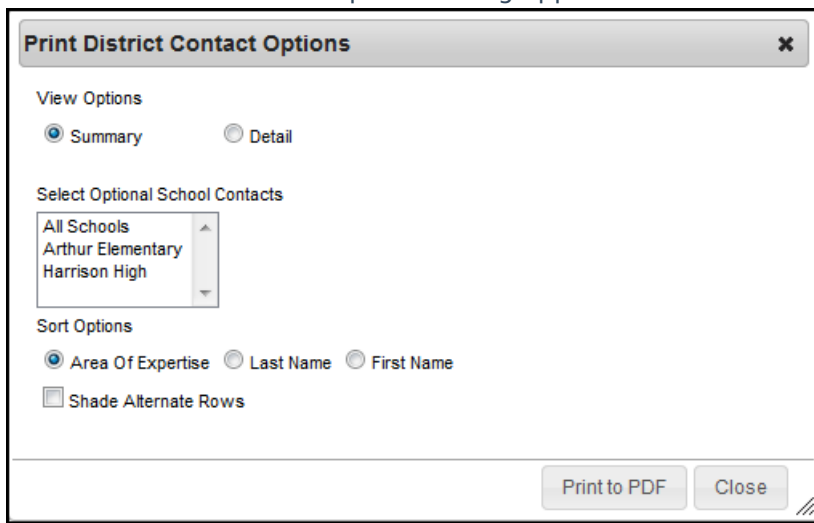 Print District Contact Options
View Options
Summary Detail
Select Optional School Contacts
All Schools
Arthur Elementary
Harrison High
Sort Options
Area Of Expertise Last Name First Name
Shade Alternate Rows
Print to PDF Close